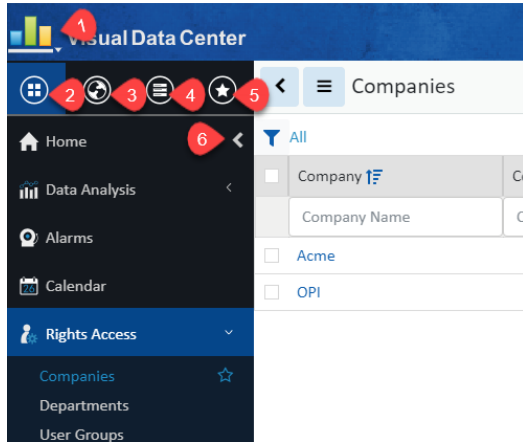 1
Visual Data Center
2
3
4
5
Companies
Home
6
All
Data Analysis
Company
Company Name
Alarms
Acme
26
Calendar
OPI
Rights Access
Companies
Departments
User Groups